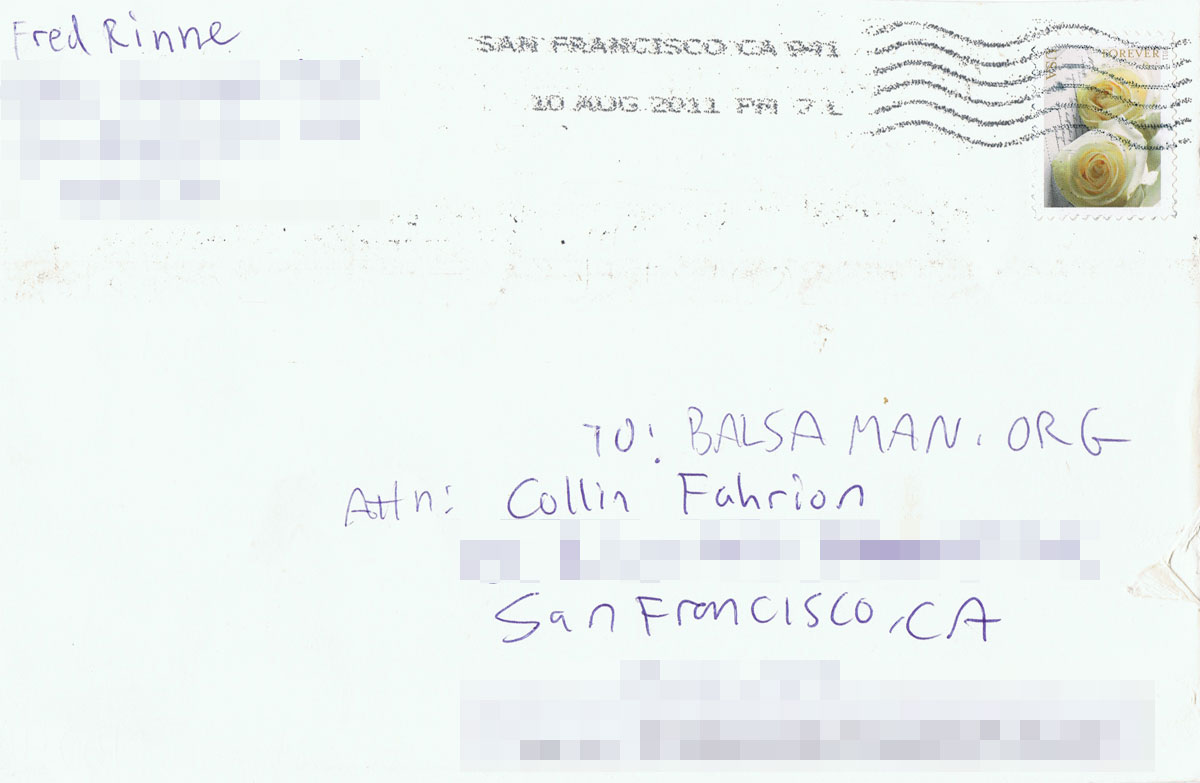 Fred Rinne
SAN FRANCISCO CA 941
10 AUG 2011 PM 7 L
FOREVER
TO: BALSA MAN. ORG
Attn: Collin Fahrion
San Francisco, CA